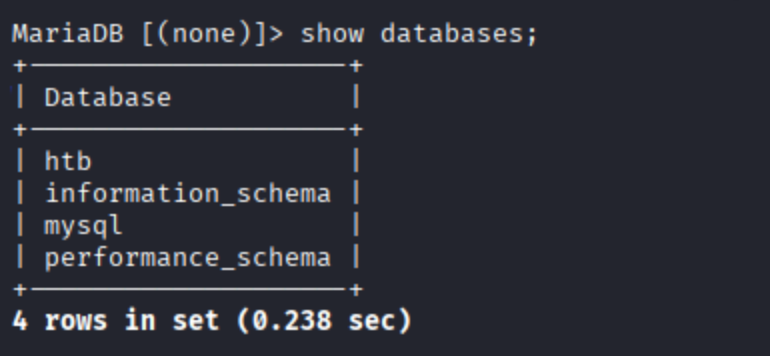 MariaDB [(none)]> show databases;
+--------------------+
| Database           |
+--------------------+
| htb                |
| information_schema |
| mysql              |
| performance_schema |
+--------------------+
4 rows in set (0.238 sec)